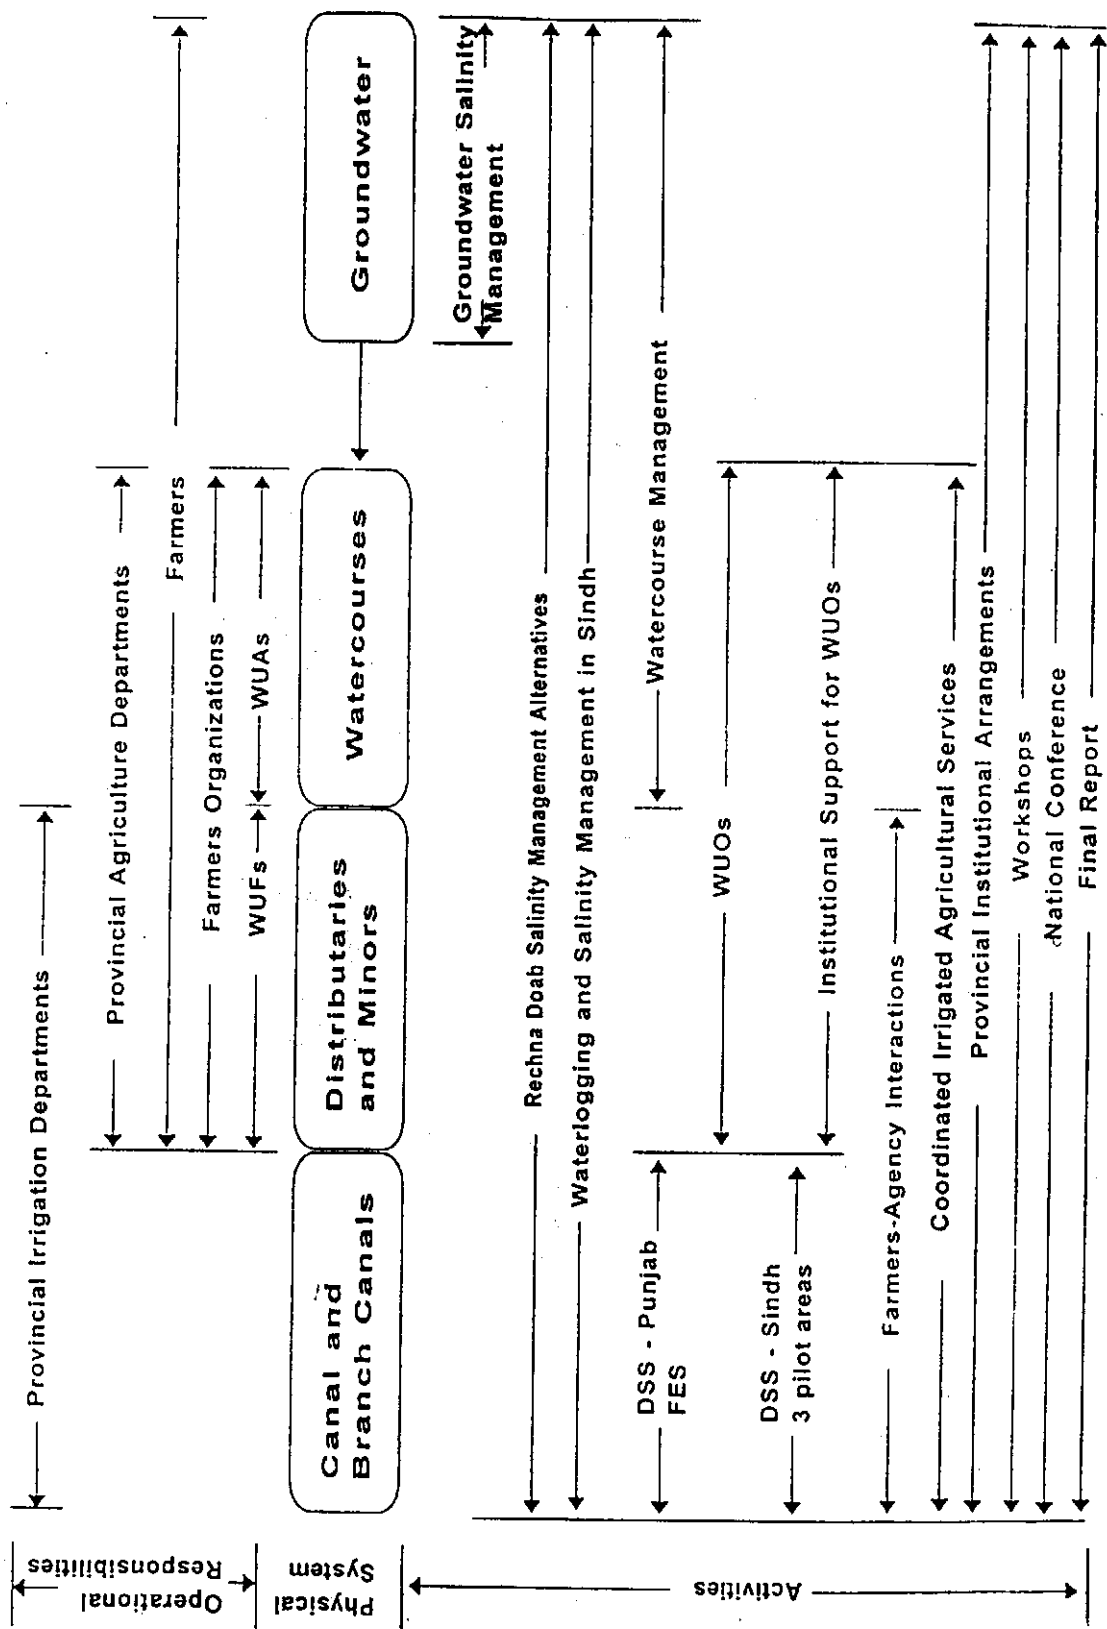 Operational
Responsibilities
Provincial Irrigation Departments
Provincial Agriculture Departments
Farmers
Farmers Organizations
WUFs
WUAs
Physical
System
Canal and
Branch Canals
Distributaries
and Minors
Watercourses
Groundwater
Activities
Groundwater Salinity
Management
Rechna Doab Salinity Management Alternatives
Waterlogging and Salinity Management in Sindh
DSS - Punjab
FES
Watercourse Management
WUOs
DSS - Sindh
3 pilot areas
Institutional Support for WUOs
Farmers-Agency Interactions
Coordinated Irrigated Agricultural Services
Provincial Institutional Arrangements
Workshops
National Conference
Final Report